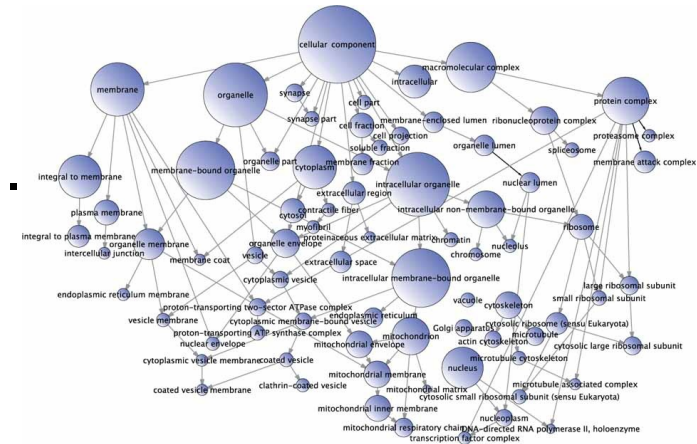 cellular component
macromolecular complex
membrane
organelle
synapse
intracellular
protein complex
cell part
synapse part
cell fraction
membrane-enclosed lumen
ribonucleoprotein complex
cell projection
proteasome complex
soluble fraction
organelle lumen
spliceosome
organelle part
membrane fraction
membrane attack complex
membrane-bound organelle
cytoplasm
integral to membrane
intracellular organelle
nuclear lumen
extracellular region
plasma membrane
cytosol
contractile fiber
intracellular non-membrane-bound organelle
myofibril
ribosome
integral to plasma membrane
organelle membrane
organelle envelope
proteinaceous extracellular matrix
chromatin
nucleolus
intercellular junction
membrane coat
vesicle
extracellular space
chromosome
cytoplasmic vesicle
intracellular membrane-bound organelle
large ribosomal subunit
endoplasmic reticulum membrane
vacuole
small ribosomal subunit
proton-transporting two-sector ATPase complex
cytoskeleton
vesicle membrane
cytoplasmic membrane-bound vesicle
endoplasmic reticulum
cytosolic ribosome (sensu Eukaryota)
Golgi apparatus
proton-transporting ATP synthase complex
mitochondrion
microtubule
nuclear envelope
mitochondrial envelope
actin cytoskeleton
cytosolic large ribosomal subunit
cytoplasmic vesicle membrane
coated vesicle
microtubule cytoskeleton
nucleus
mitochondrial membrane
coated vesicle membrane
clathrin-coated vesicle
mitochondrial matrix
microtubule associated complex
cytosolic small ribosomal subunit (sensu Eukaryota)
mitochondrial inner membrane
nucleoplasm
mitochondrial respiratory chain
DNA-directed RNA polymerase II, holoenzyme
transcription factor complex